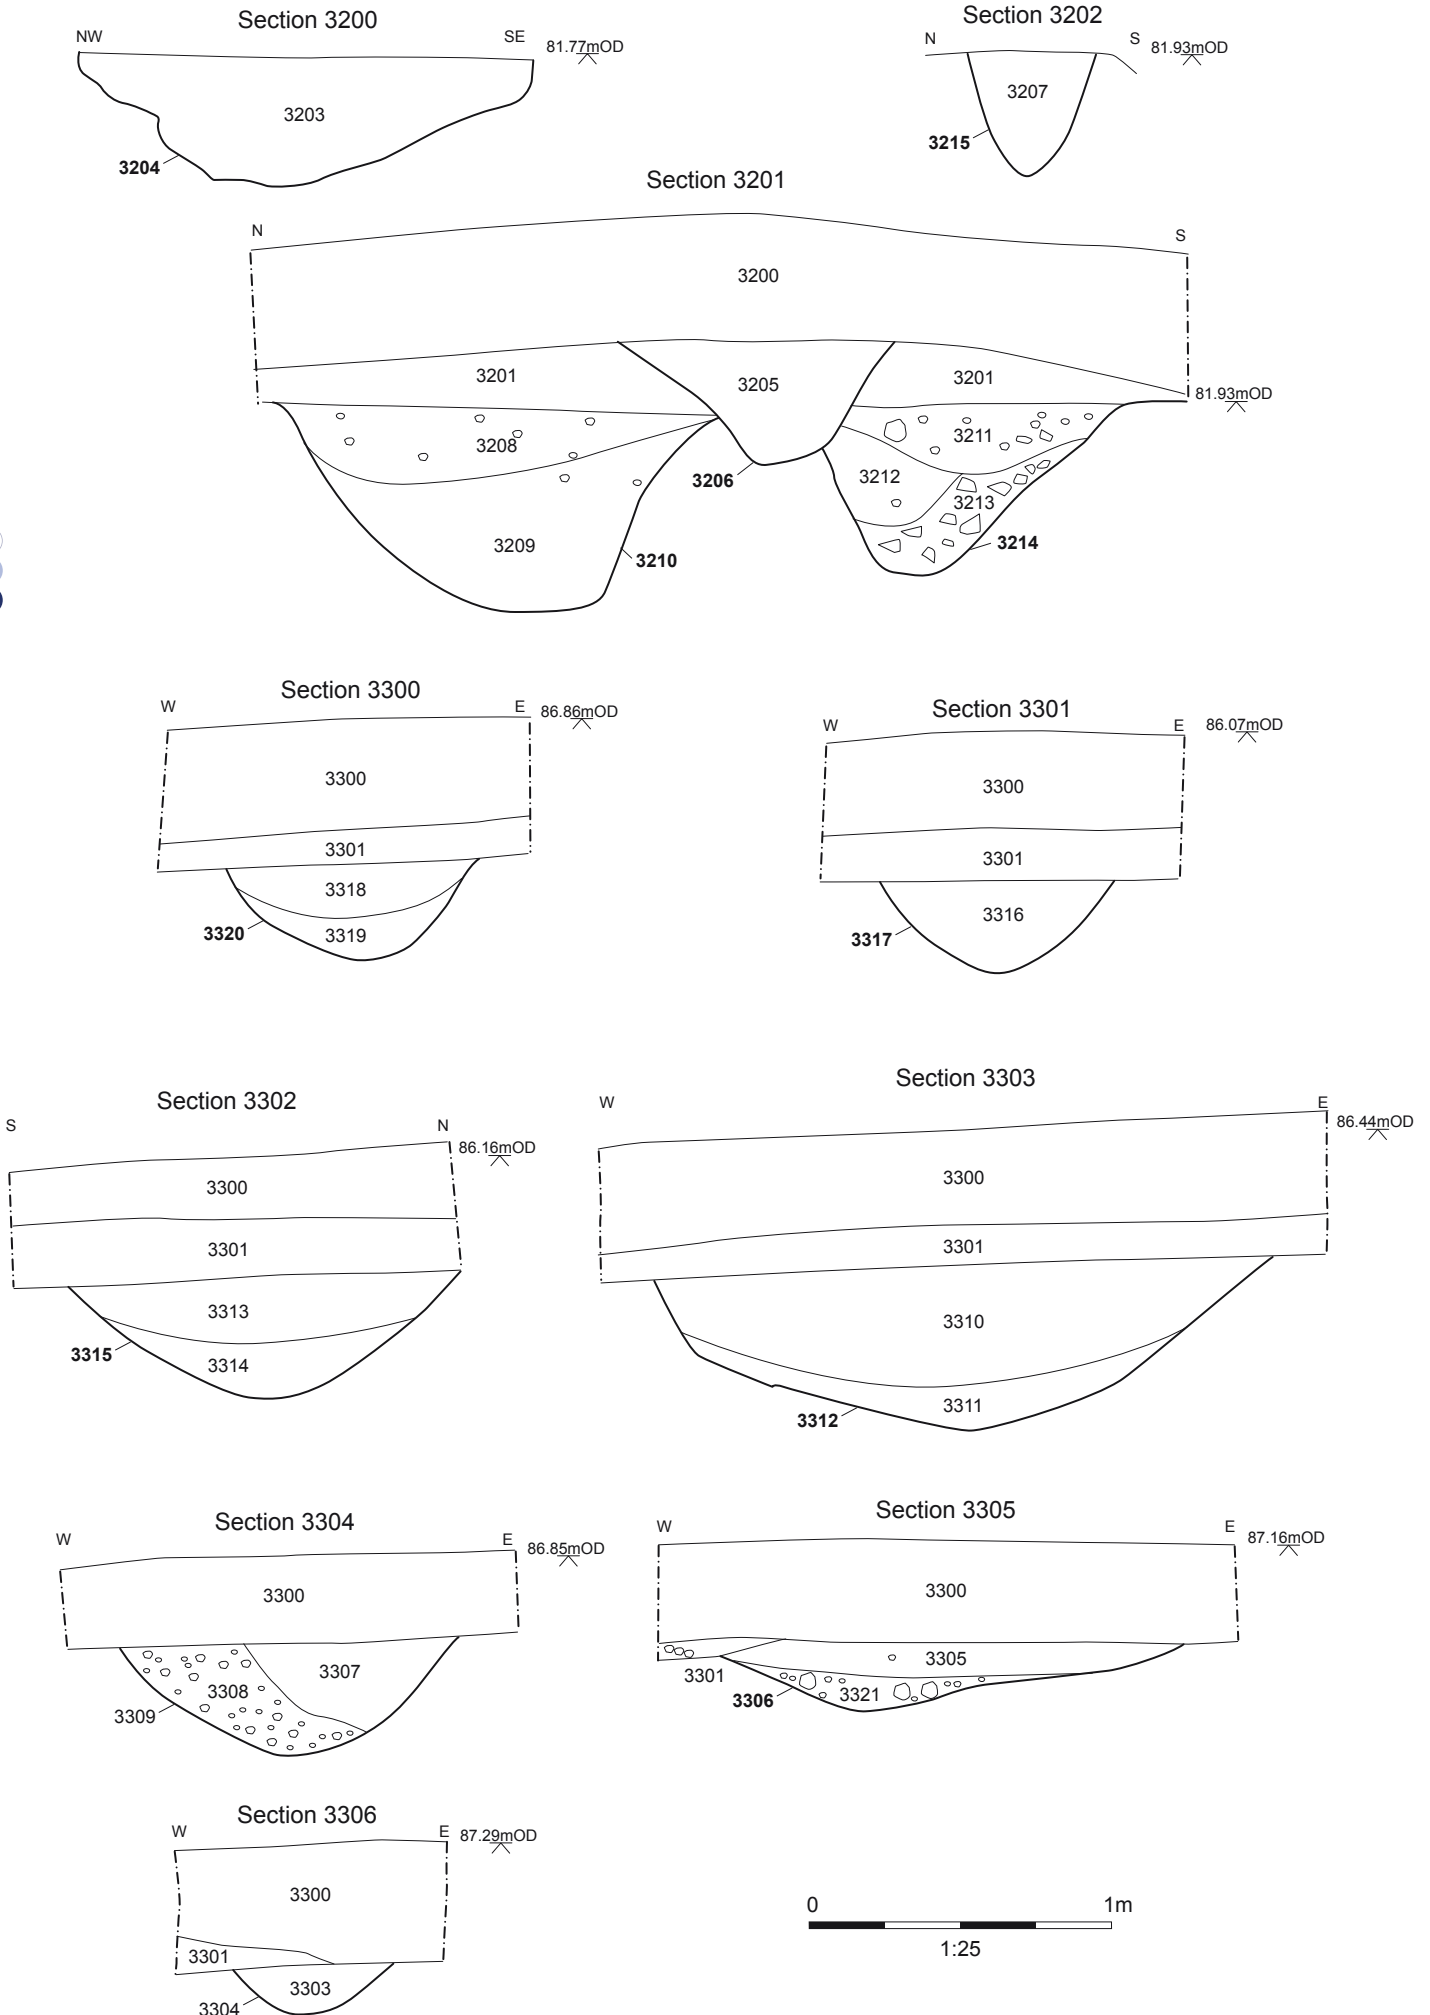 Section 3200
NW SE 81.77mOD
3203
3204
Section 3202
N S 81.93mOD
3207
3215
Section 3201
N S
3200
3201 3205 3201
81.93mOD
3208 3211
3206 3212
3213
3209 3210 3214
Section 3300
W E 86.86mOD
3300
3301
3318
3320 3319
Section 3301
W E 86.07mOD
3300
3301
3316
3317
Section 3302
S N 86.16mOD
3300
3301
3313
3315 3314
Section 3303
W E 86.44mOD
3300
3301
3310
3311
3312
Section 3304
W E 86.85mOD
3300
3307
3308
3309
Section 3305
W E 87.16mOD
3300
3305
3301
3306 3321
Section 3306
W E 87.29mOD
3300
3301
3303
3304
0 1m
1:25